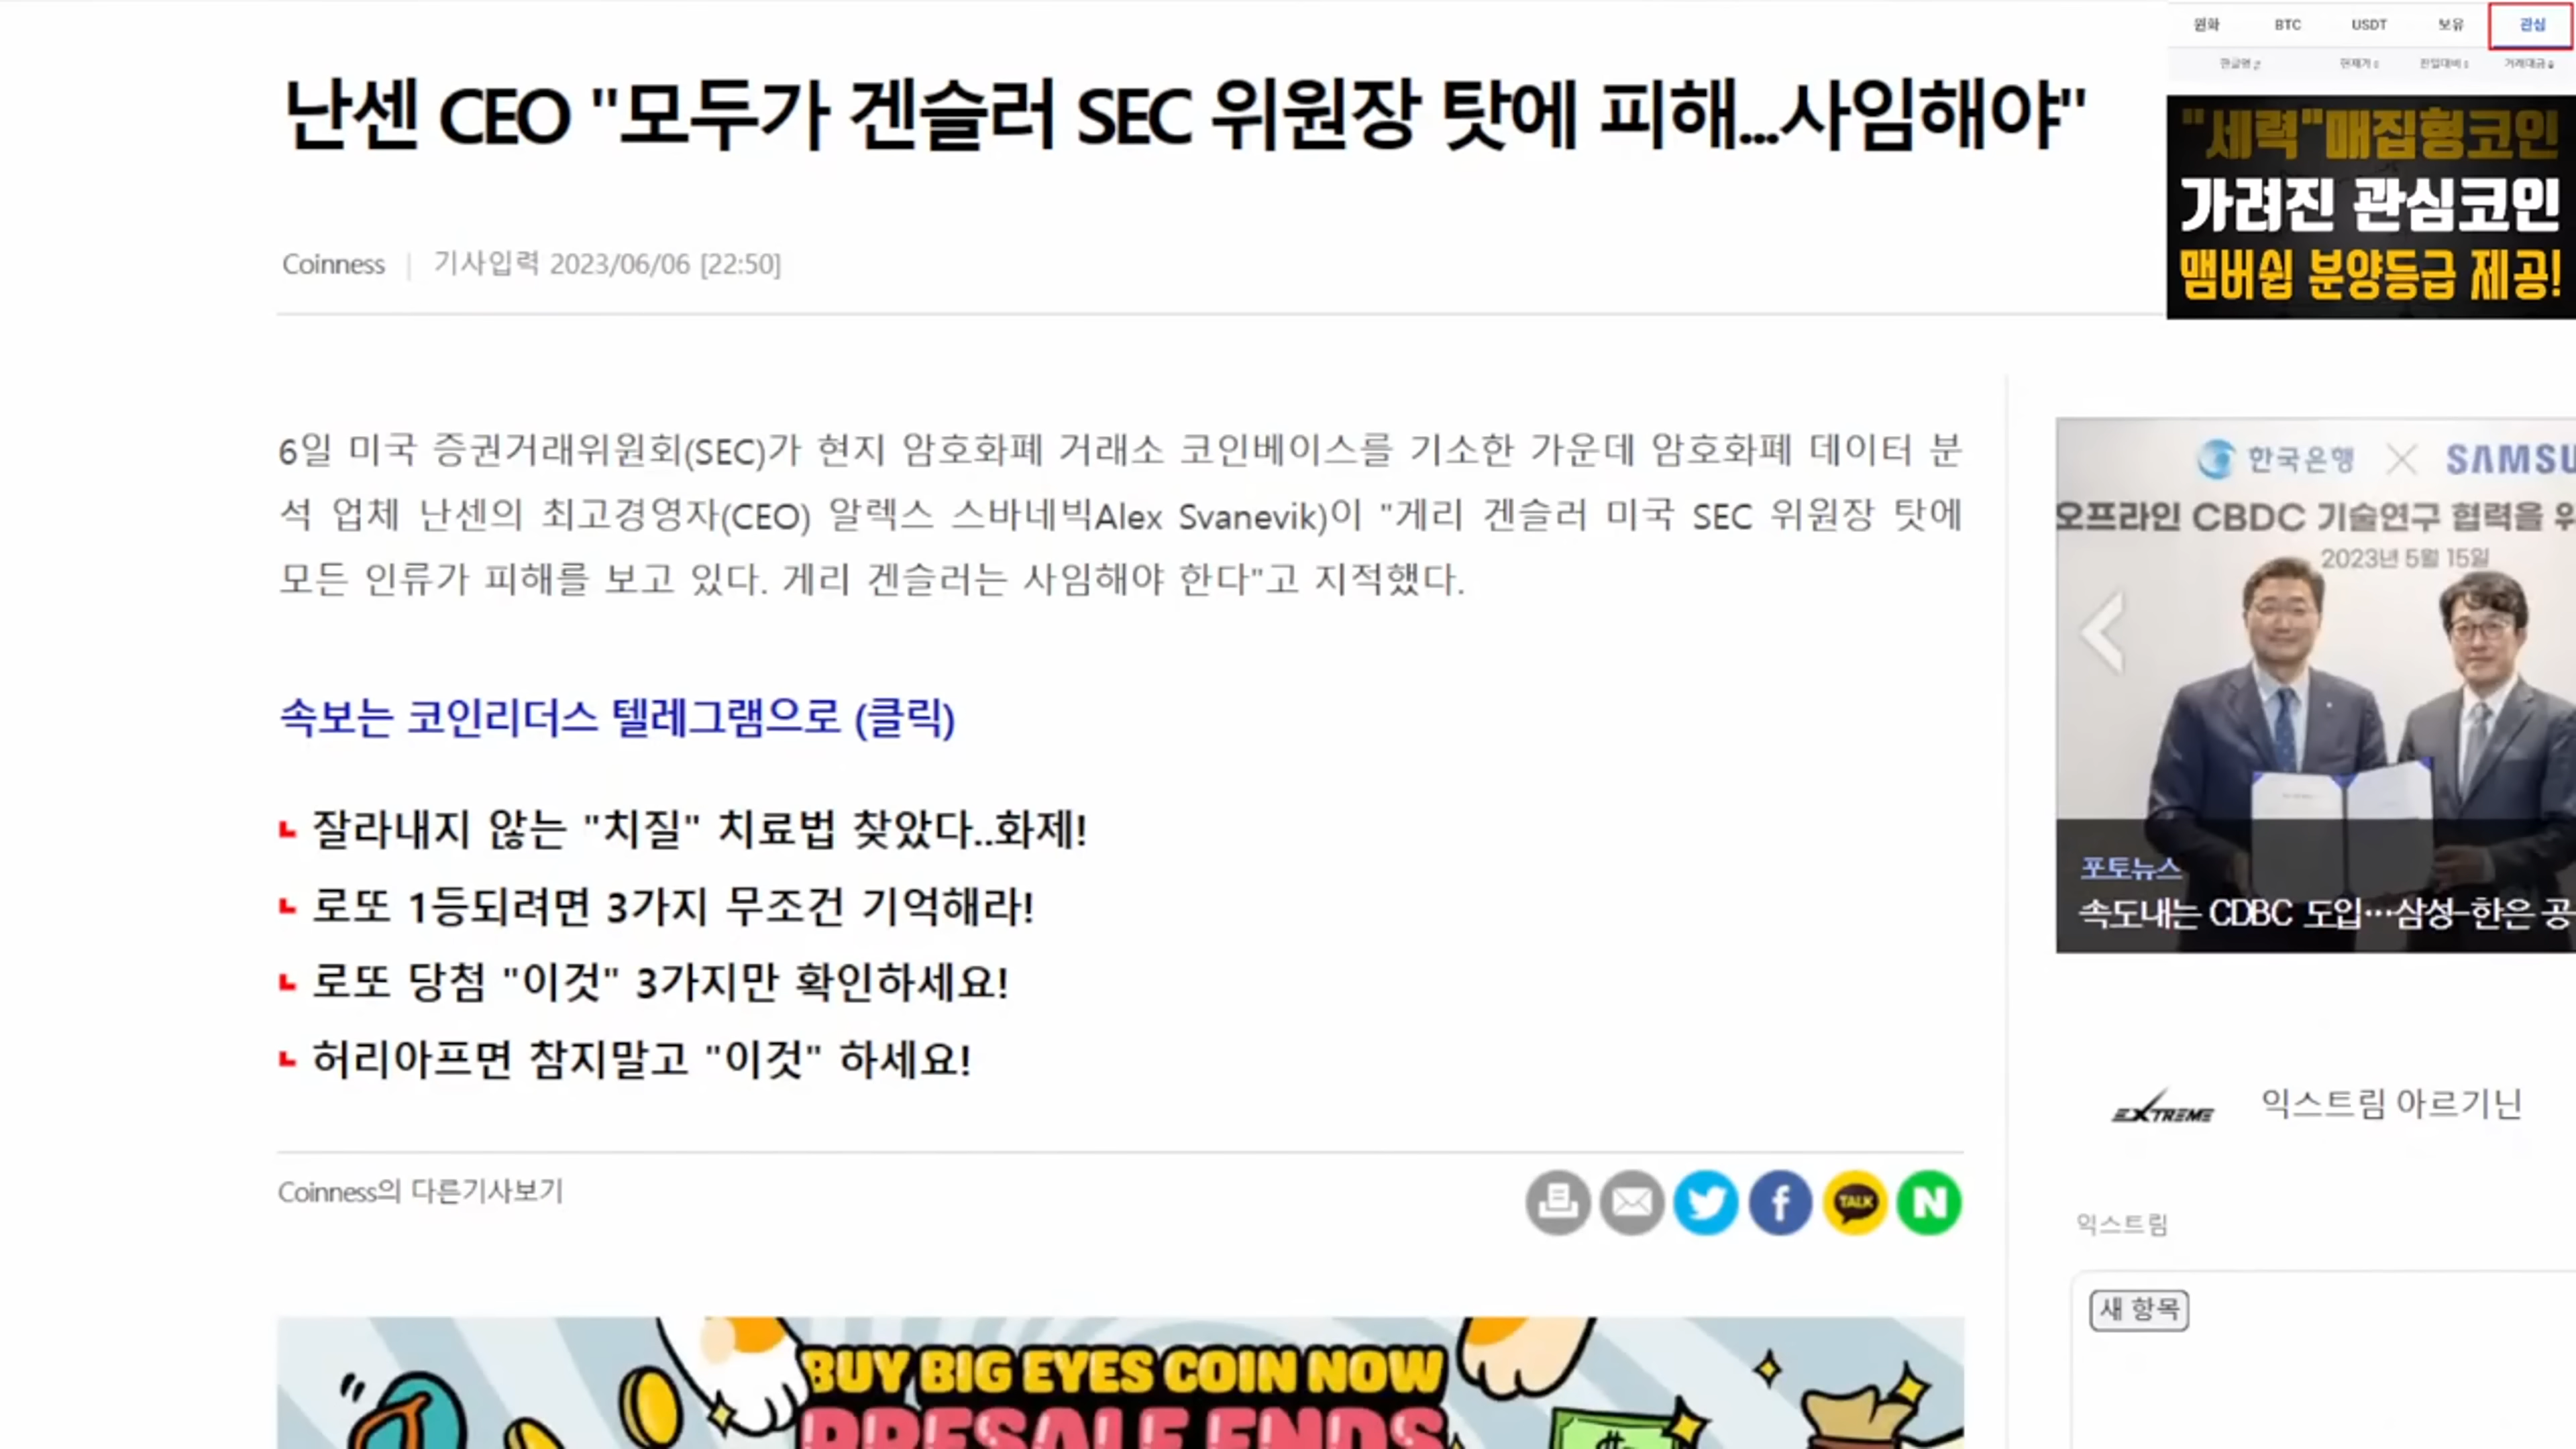 원화 BTC USDT 보유 관심
한글명 현재가 전일대비 거래대금
난센 CEO "모두가 겐슬러 SEC 위원장 탓에 피해...사임해야"
"세력"매집형코인
가려진 관심코인
맴버쉽 분양등급 제공!
Coinness | 기사입력 2023/06/06 [22:50]
6일 미국 증권거래위원회(SEC)가 현지 암호화폐 거래소 코인베이스를 기소한 가운데 암호화폐 데이터 분
석 업체 난센의 최고경영자(CEO) 알렉스 스바네빅Alex Svanevik)이 "게리 겐슬러 미국 SEC 위원장 탓에
모든 인류가 피해를 보고 있다. 게리 겐슬러는 사임해야 한다"고 지적했다.
속보는 코인리더스 텔레그램으로 (클릭)
잘라내지 않는 "치질" 치료법 찾았다..화제!
로또 1등되려면 3가지 무조건 기억해라!
로또 당첨 "이것" 3가지만 확인하세요!
허리아프면 참지말고 "이것" 하세요!
Coinness의 다른기사보기
TALK
N
BUY BIG EYES COIN NOW
PRESALE ENDS
한국은행 SAMSU
오프라인 CBDC 기술연구 협력을 위
2023년 5월 15일
포토뉴스
속도내는 CDBC 도입…삼성-한은 공
EXTREME 익스트림 아르기닌
익스트림
새 항목